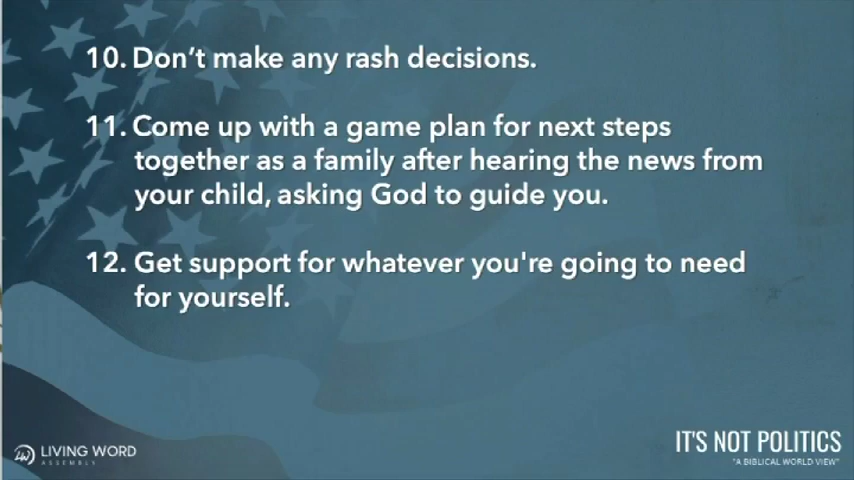 10. Don't make any rash decisions.
11. Come up with a game plan for next steps
together as a family after hearing the news from
your child, asking God to guide you.
12. Get support for whatever you're going to need
for yourself.
LIVING WORD
ASSEMBLY
IT'S NOT POLITICS
"A BIBLICAL WORLD VIEW"